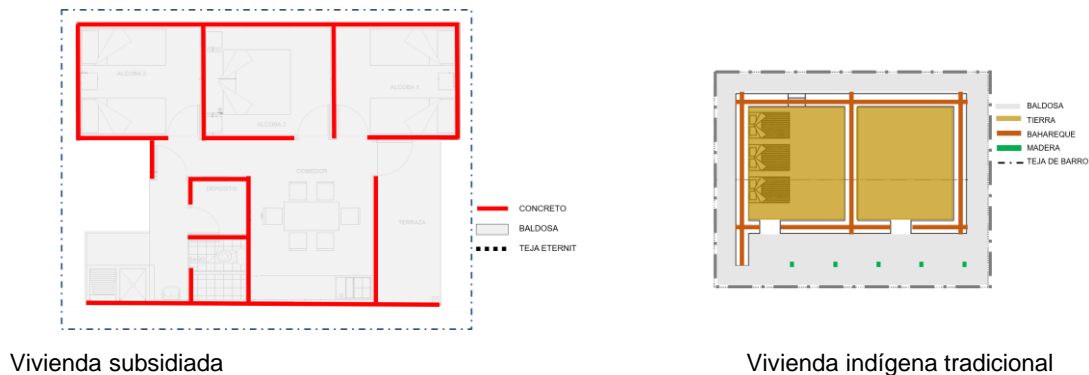 ALCOBA 3
ALCOBA 2
ALCOBA 1
DEPOSITO
COMEDOR
TERRAZA
CONCRETO
BALDOSA
TEJA ETERNIT
BALDOSA
TIERRA
BAHAREQUE
MADERA
TEJA DE BARRO
Vivienda subsidiada
Vivienda indígena tradicional